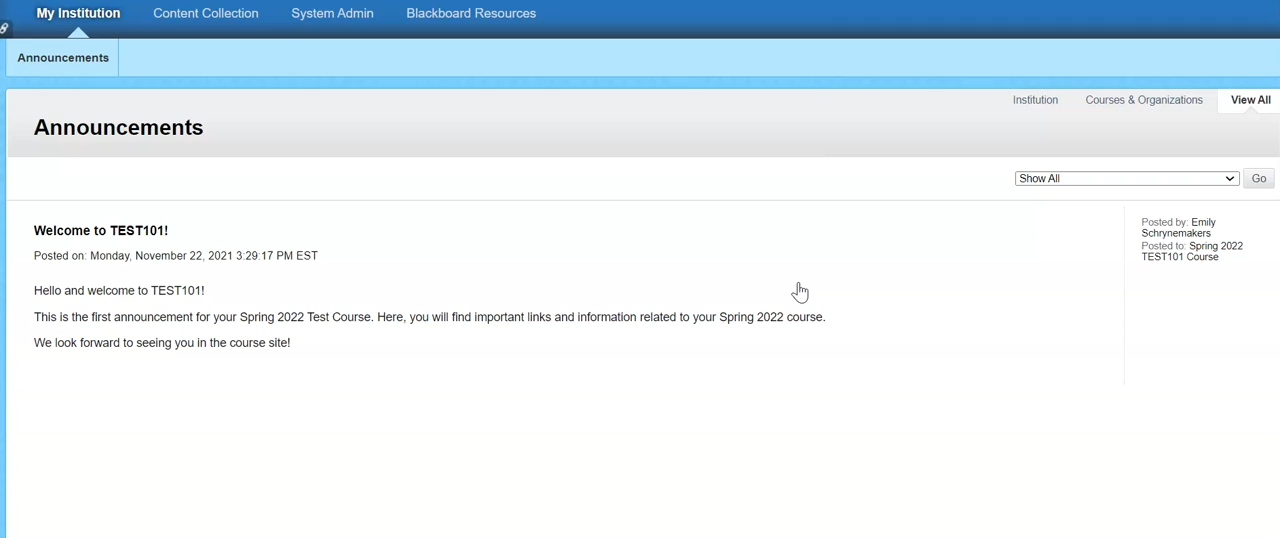 My Institution Content Collection System Admin Blackboard Resources
Announcements
Institution Courses & Organizations View All
Announcements
Show All Go
Welcome to TEST101!
Posted on: Monday, November 22, 2021 3:29:17 PM EST
Hello and welcome to TEST101!
This is the first announcement for your Spring 2022 Test Course. Here, you will find important links and information related to your Spring 2022 course.
We look forward to seeing you in the course site!
Posted by: Emily
Schrynemakers
Posted to: Spring 2022
TEST101 Course